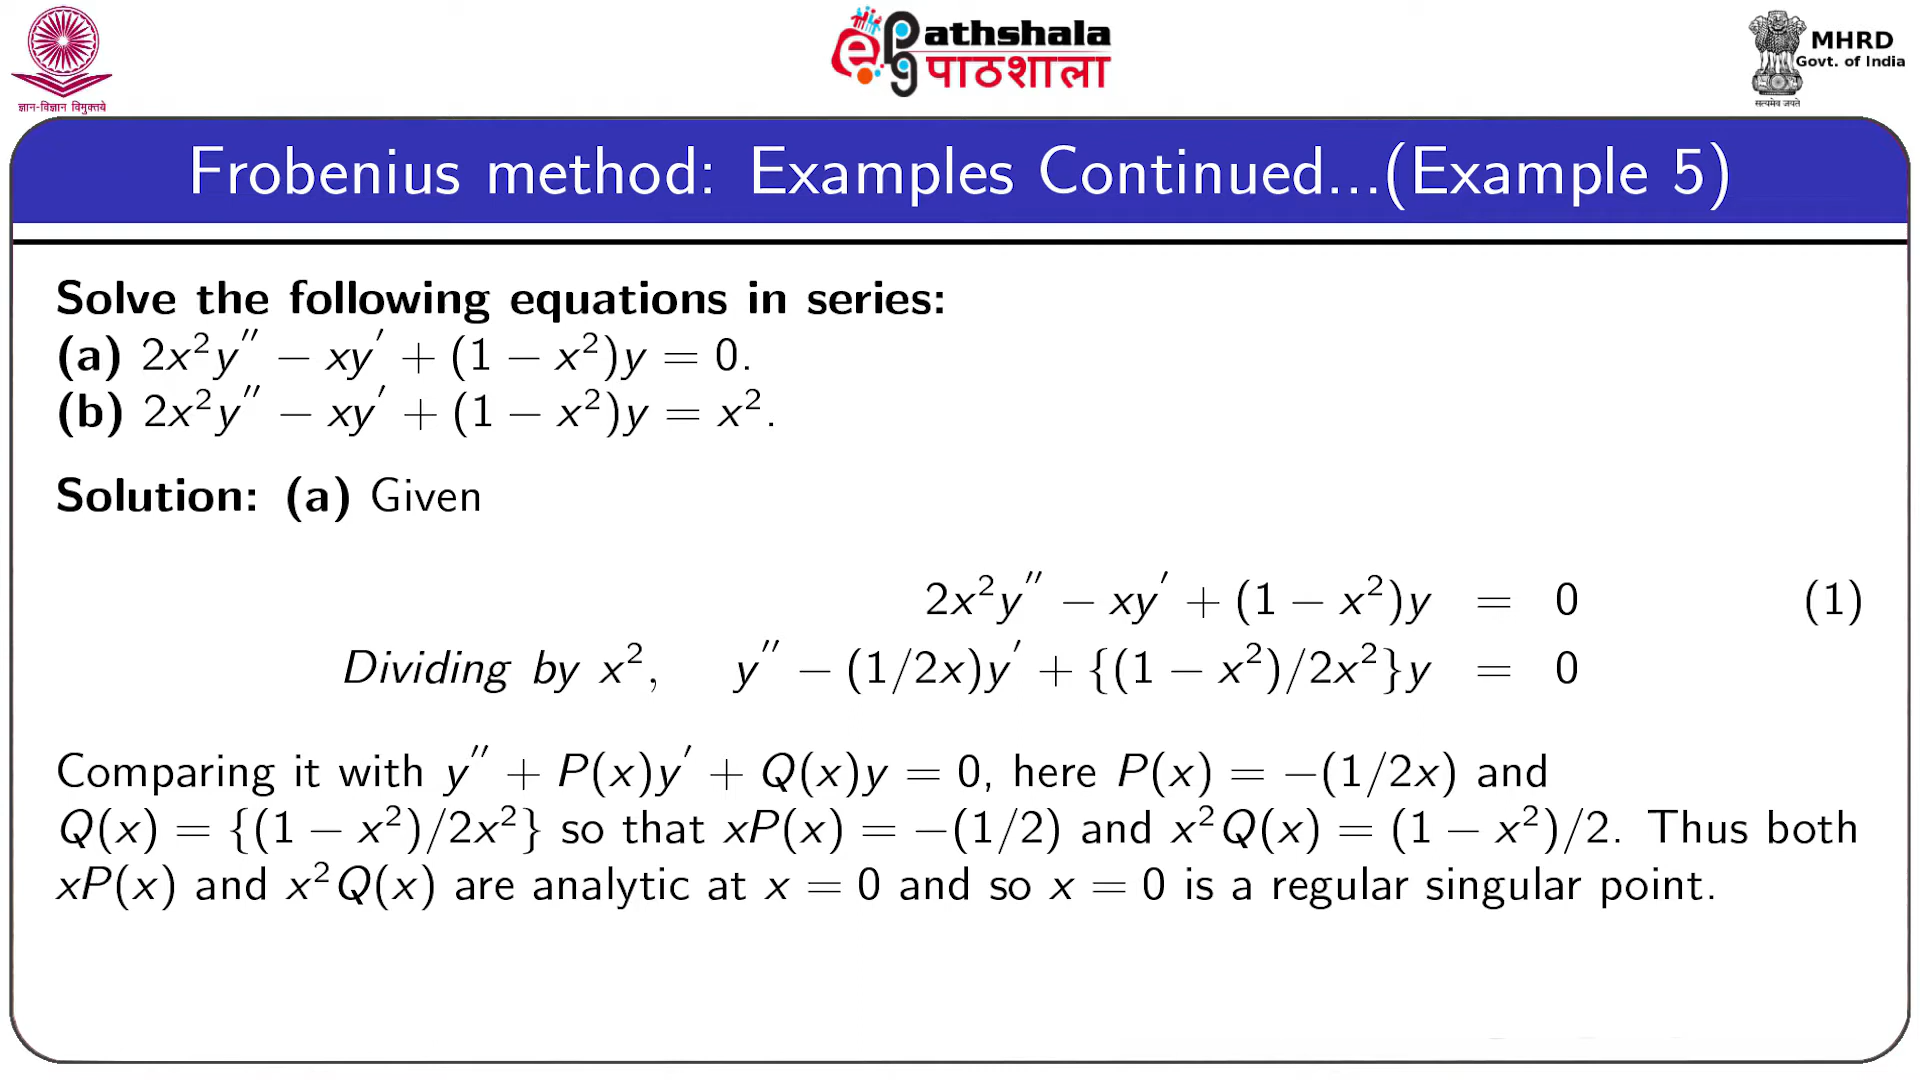 ज्ञान-विज्ञान विमुक्तये
ePG Pathshala
पाठशाला
MHRD
Govt. of India
सत्यमेव जयते
Frobenius method: Examples Continued...(Example 5)
Solve the following equations in series:
(a) 2x²y″ − xy′ + (1 − x²)y = 0.
(b) 2x²y″ − xy′ + (1 − x²)y = x².
Solution: (a) Given
2x²y″ − xy′ + (1 − x²)y = 0 (1)
Dividing by x², y″ − (1/2x)y′ + {(1 − x²)/2x²}y = 0
Comparing it with y″ + P(x)y′ + Q(x)y = 0, here P(x) = −(1/2x) and
Q(x) = {(1 − x²)/2x²} so that xP(x) = −(1/2) and x²Q(x) = (1 − x²)/2. Thus both
xP(x) and x²Q(x) are analytic at x = 0 and so x = 0 is a regular singular point.